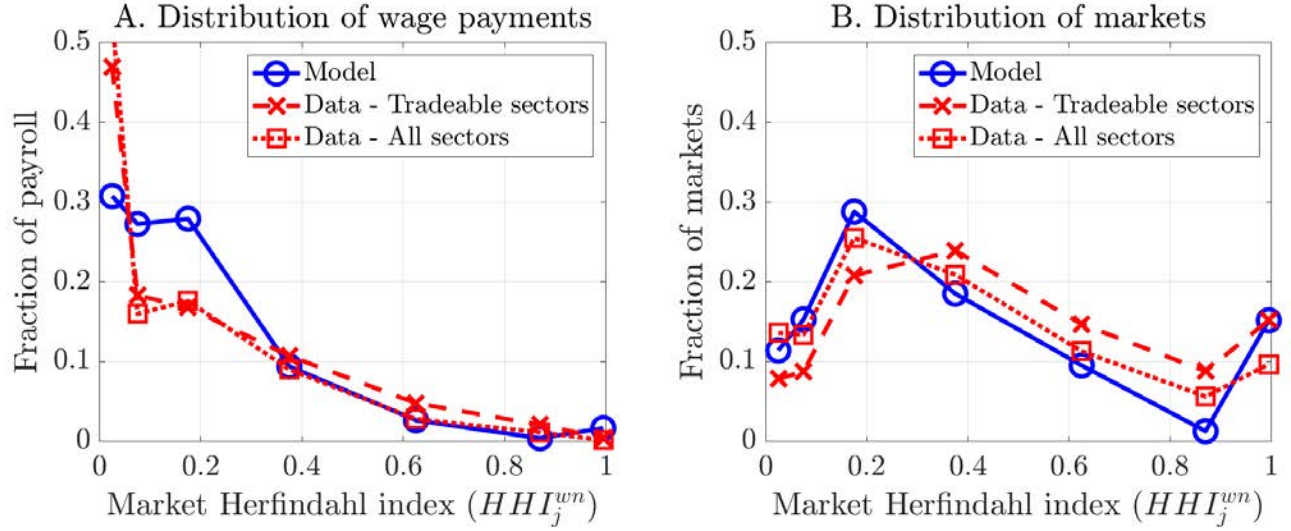 A. Distribution of wage payments
0.5
0.4
0.3
0.2
0.1
0
Fraction of payroll
Model
Data - Tradeable sectors
Data - All sectors
0 0.2 0.4 0.6 0.8 1
Market Herfindahl index (HHI_j^{wn})
B. Distribution of markets
0.5
0.4
0.3
0.2
0.1
0
Fraction of markets
Model
Data - Tradeable sectors
Data - All sectors
0 0.2 0.4 0.6 0.8 1
Market Herfindahl index (HHI_j^{wn})